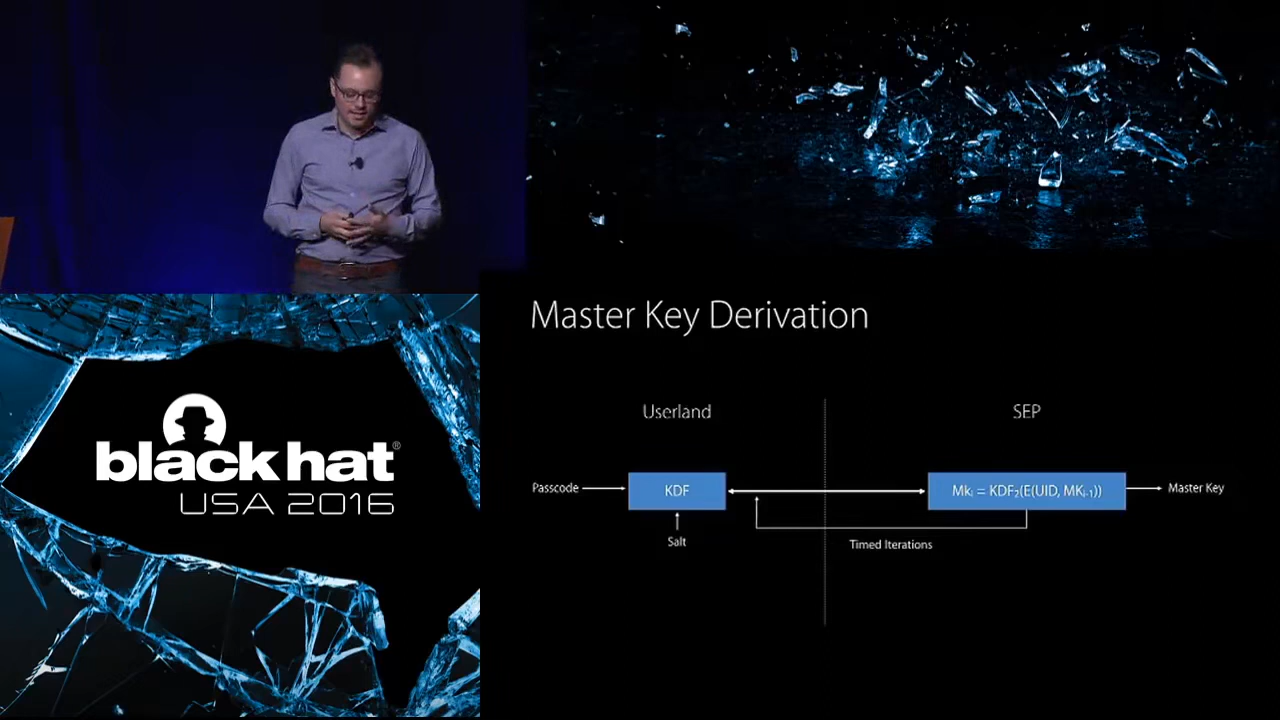 black hat®
USA 2016
Master Key Derivation
Userland
SEP
Passcode
KDF
Mkᵢ = KDF₂(E(UID, MKᵢ₋₁))
Master Key
Salt
Timed Iterations